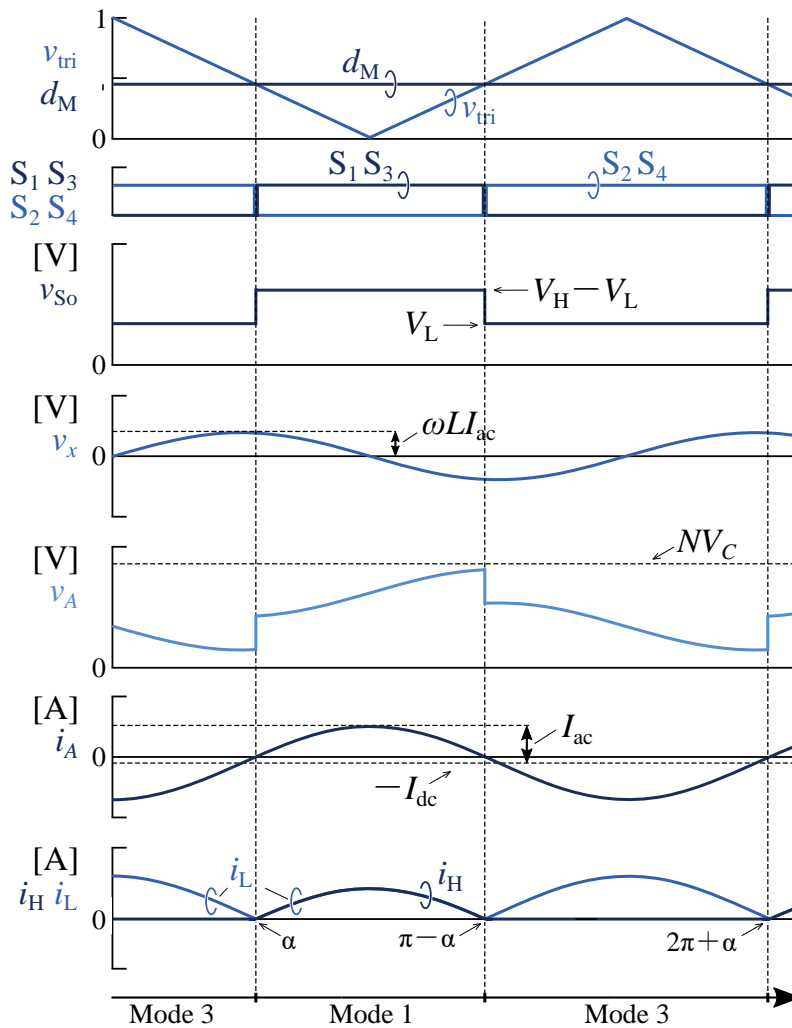 1
v_tri
d_M
d_M
v_tri
0
S_1 S_3
S_2 S_4
S_1 S_3
S_2 S_4
[V]
v_So
V_H − V_L
V_L
0
[V]
v_x
0
ωLI_ac
[V]
v_A
NV_C
0
[A]
i_A
0
I_ac
−I_dc
[A]
i_H i_L
i_L
i_H
0
α
π − α
2π + α
Mode 3
Mode 1
Mode 3